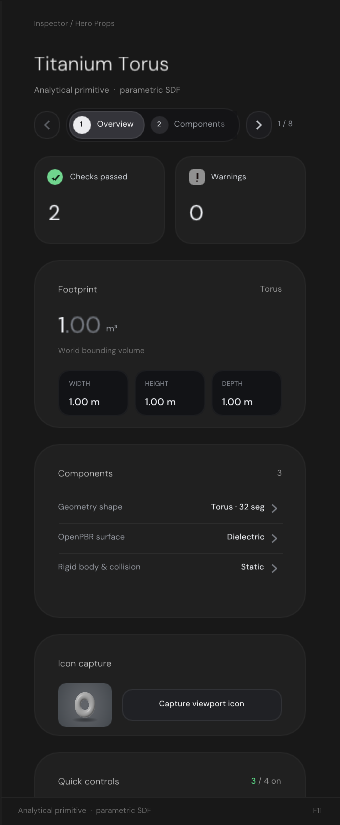 Inspector / Hero Props
Titanium Torus
Analytical primitive · parametric SDF
1 Overview 2 Components 1 / 8
Checks passed
2
Warnings
0
Footprint Torus
1.00 m³
World bounding volume
WIDTH HEIGHT DEPTH
1.00 m 1.00 m 1.00 m
Components 3
Geometry shape Torus · 32 seg
OpenPBR surface Dielectric
Rigid body & collision Static
Icon capture
Capture viewport icon
Quick controls 3 / 4 on
Analytical primitive · parametric SDF